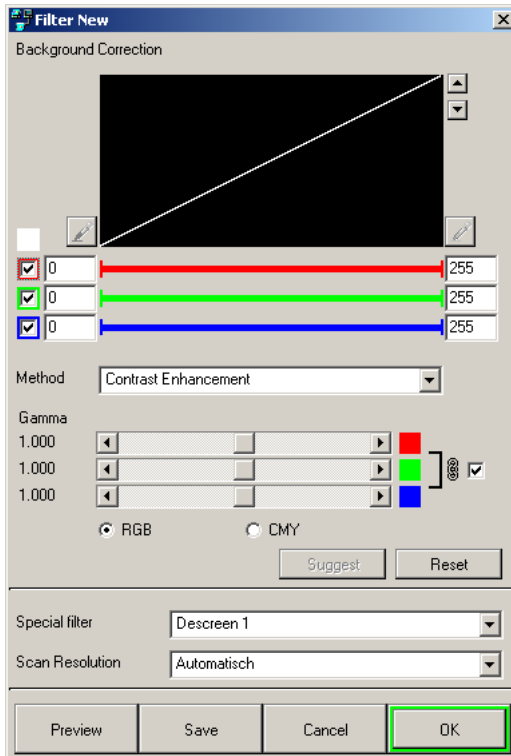 Filter New
Background Correction
0 255
0 255
0 255
Method Contrast Enhancement
Gamma
1.000
1.000
1.000
RGB CMY
Suggest Reset
Special filter Descreen 1
Scan Resolution Automatisch
Preview Save Cancel OK